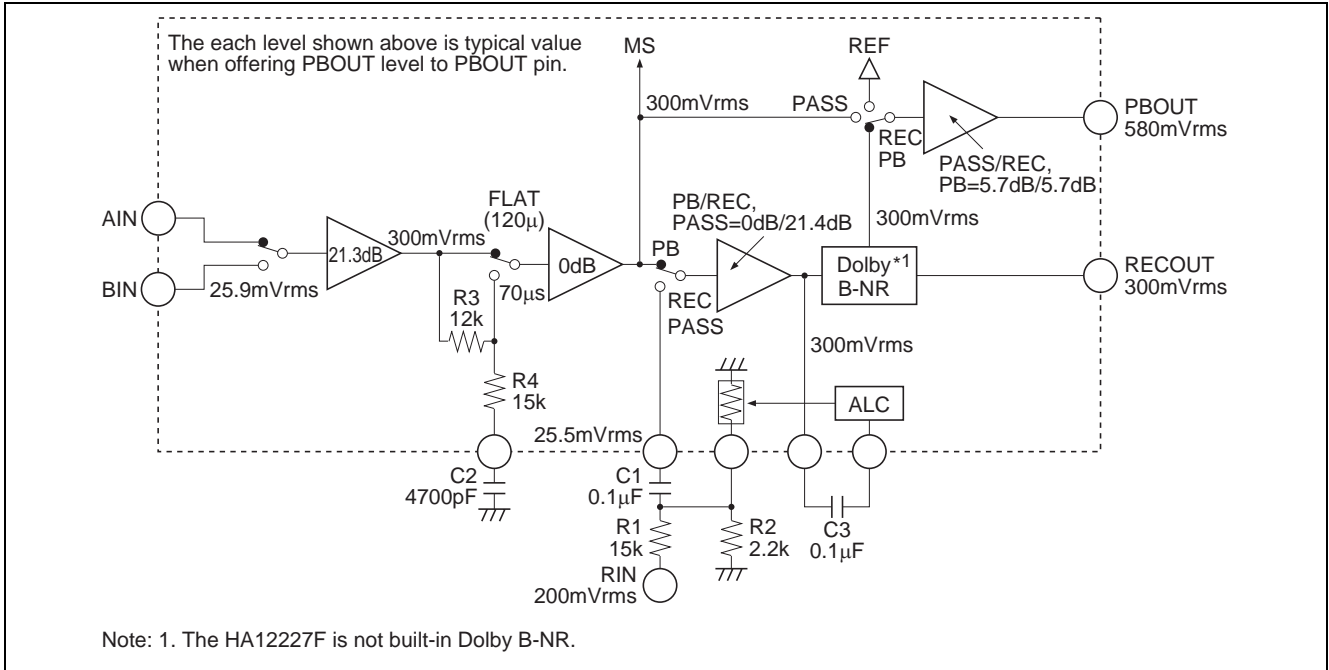 The each level shown above is typical value
when offering PBOUT level to PBOUT pin.
MS
REF
300mVrms
PASS
REC
PB
PBOUT
580mVrms
PASS/REC,
PB=5.7dB/5.7dB
AIN
BIN
25.9mVrms
21.3dB
300mVrms
FLAT
(120μ)
70μs
0dB
PB
REC
PASS
PB/REC,
PASS=0dB/21.4dB
300mVrms
Dolby*1
B-NR
RECOUT
300mVrms
R3
12k
R4
15k
300mVrms
ALC
25.5mVrms
C2
4700pF
C1
0.1μF
R1
15k
R2
2.2k
C3
0.1μF
RIN
200mVrms
Note: 1. The HA12227F is not built-in Dolby B-NR.